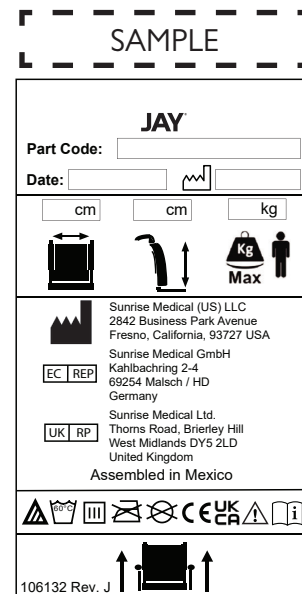 SAMPLE
JAY
Part Code:
Date:
cm cm kg
Kg
Max
Sunrise Medical (US) LLC
2842 Business Park Avenue
Fresno, California, 93727 USA
EC REP
Sunrise Medical GmbH
Kahlbachring 2-4
69254 Malsch / HD
Germany
UK RP
Sunrise Medical Ltd.
Thorns Road, Brierley Hill
West Midlands DY5 2LD
United Kingdom
Assembled in Mexico
60°C CE UK CA i
106132 Rev. J